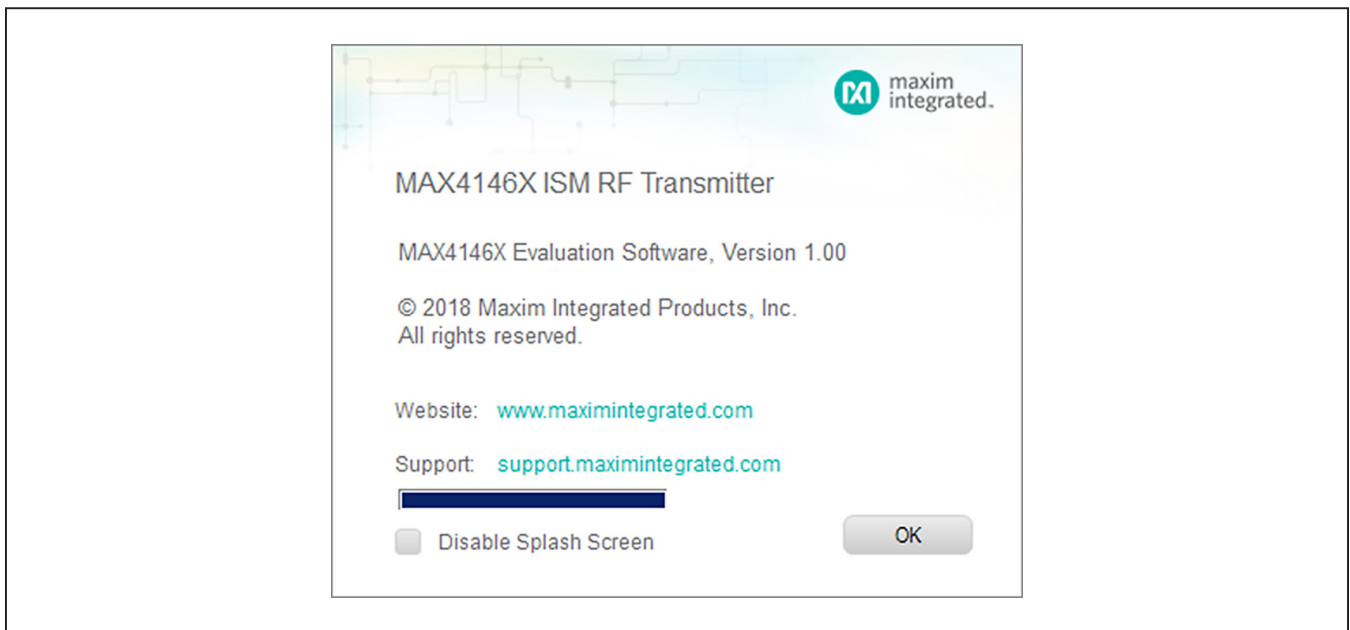 maxim
integrated™
MAX4146X ISM RF Transmitter
MAX4146X Evaluation Software, Version 1.00
© 2018 Maxim Integrated Products, Inc.
All rights reserved.
Website: www.maximintegrated.com
Support: support.maximintegrated.com
Disable Splash Screen
OK